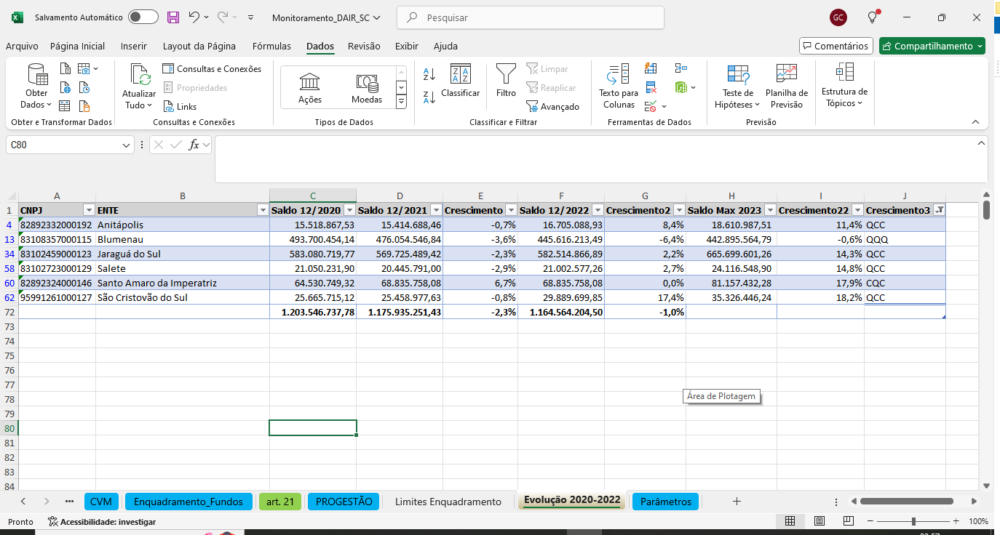 Salvamento Automático
Monitoramento_DAIR_SC
Pesquisar
GC
Arquivo Página Inicial Inserir Layout da Página Fórmulas Dados Revisão Exibir Ajuda
Comentários
Compartilhamento
Obter Dados
Atualizar Tudo
Consultas e Conexões
Propriedades
Links
Ações
Moedas
Classificar
Filtro
Limpar
Reaplicar
Avançado
Texto para Colunas
Teste de Hipóteses
Planilha de Previsão
Estrutura de Tópicos
Obter e Transformar Dados
Consultas e Conexões
Tipos de Dados
Classificar e Filtrar
Ferramentas de Dados
Previsão
C80
fx
A B C D E F G H I J
1 CNPJ ENTE Saldo 12/2020 Saldo 12/2021 Crescimento Saldo 12/2022 Crescimento2 Saldo Max 2023 Crescimento22 Crescimento3
4 82892332000192 Anitápolis 15.518.867,53 15.414.688,46 -0,7% 16.705.088,93 8,4% 18.610.987,51 11,4% QCC
13 83108357000115 Blumenau 493.700.454,14 476.054.546,84 -3,6% 445.616.213,49 -6,4% 442.895.564,79 -0,6% QQQ
34 83102459000123 Jaraguá do Sul 583.080.719,77 569.725.489,42 -2,3% 582.514.866,89 2,2% 665.699.601,26 14,3% QCC
58 83102723000129 Salete 21.050.231,90 20.445.791,00 -2,9% 21.002.577,26 2,7% 24.116.548,90 14,8% QCC
60 82892324000146 Santo Amaro da Imperatriz 64.530.749,32 68.835.758,08 6,7% 68.835.758,08 0,0% 81.157.432,28 17,9% CQC
62 95991261000127 São Cristovão do Sul 25.665.715,12 25.458.977,63 -0,8% 29.889.699,85 17,4% 35.326.446,24 18,2% QCC
72 1.203.546.737,78 1.175.935.251,43 -2,3% 1.164.564.204,50 -1,0%
73
74
75
76
77
78
Área de Plotagem
79
80
81
82
83
84
CVM Enquadramento_Fundos art. 21 PROGESTÃO Limites Enquadramento Evolução 2020-2022 Parâmetros
Pronto
Acessibilidade: investigar
100%